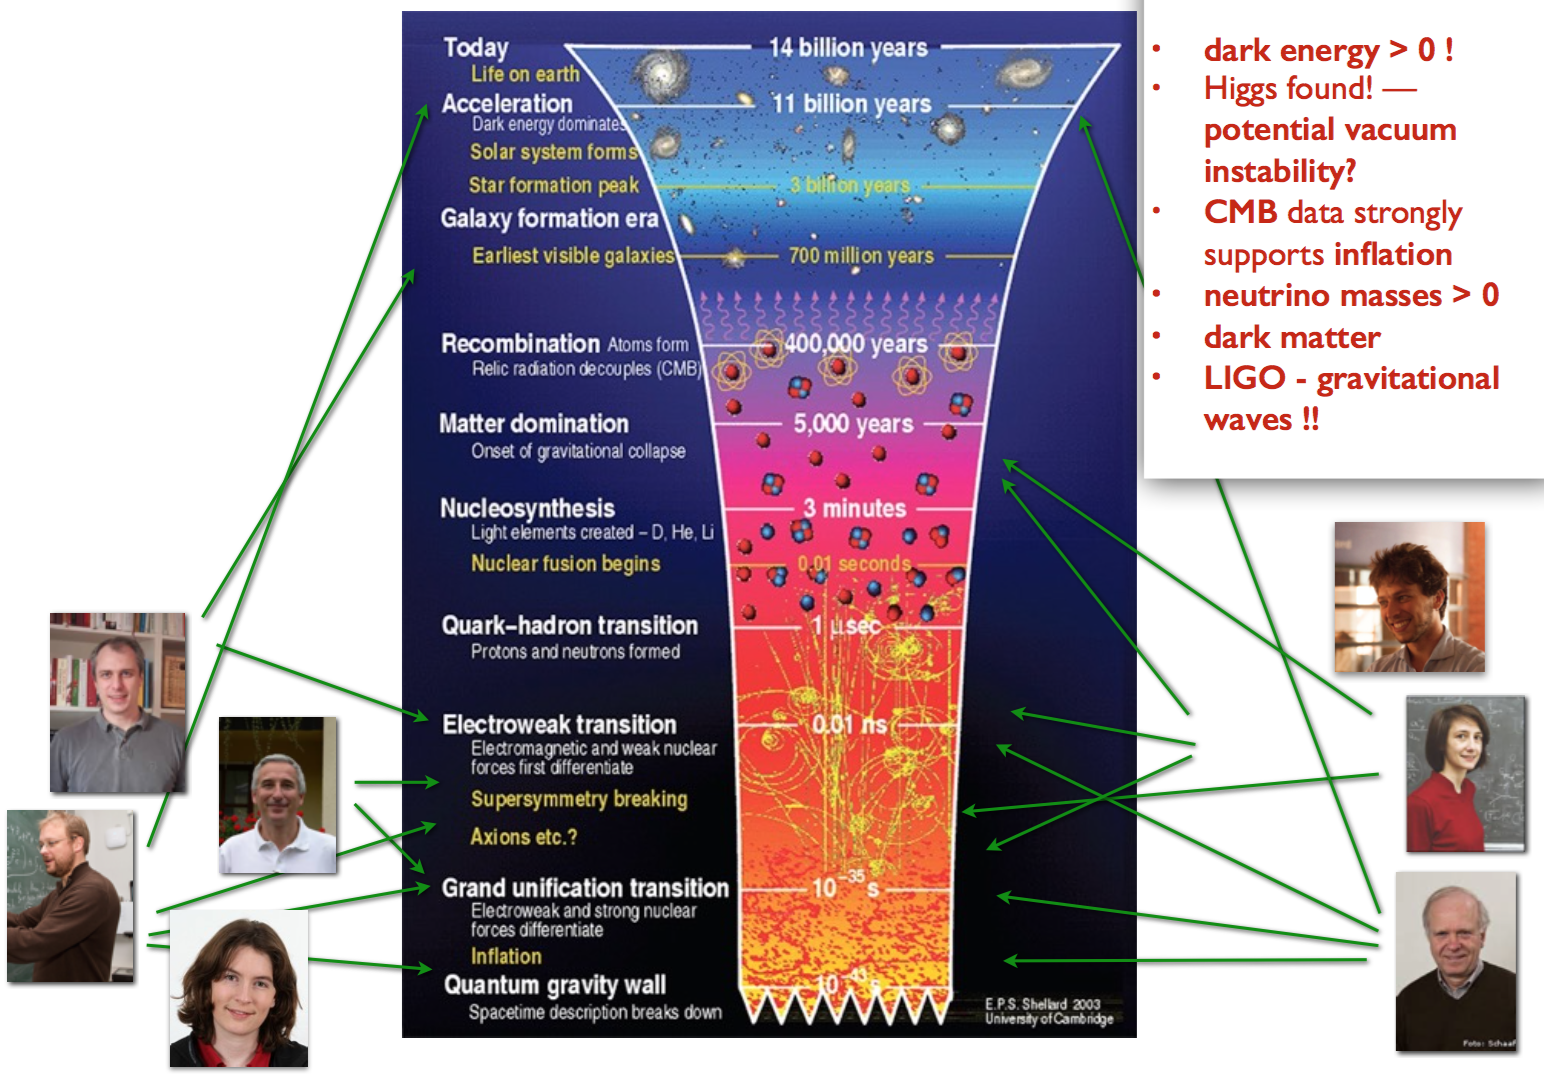 Today
14 billion years
Life on earth
Acceleration
11 billion years
Dark energy dominates
Solar system forms
Star formation peak
3 billion years
Galaxy formation era
Earliest visible galaxies
700 million years
Recombination Atoms form
400,000 years
Relic radiation decouples (CMB)
Matter domination
5,000 years
Onset of gravitational collapse
Nucleosynthesis
3 minutes
Light elements created – D, He, Li
Nuclear fusion begins
0.01 seconds
Quark–hadron transition
1 μsec
Protons and neutrons formed
Electroweak transition
0.01 ns
Electromagnetic and weak nuclear
forces first differentiate
Supersymmetry breaking
Axions etc.?
Grand unification transition
10⁻³⁵ s
Electroweak and strong nuclear
forces differentiate
Inflation
Quantum gravity wall
10⁻⁴³ s
Spacetime description breaks down
E.P.S. Shellard 2003
University of Cambridge
• dark energy > 0 !
• Higgs found! —
potential vacuum
instability?
• CMB data strongly
supports inflation
• neutrino masses > 0
• dark matter
• LIGO - gravitational
waves !!
Foto: Schaaf